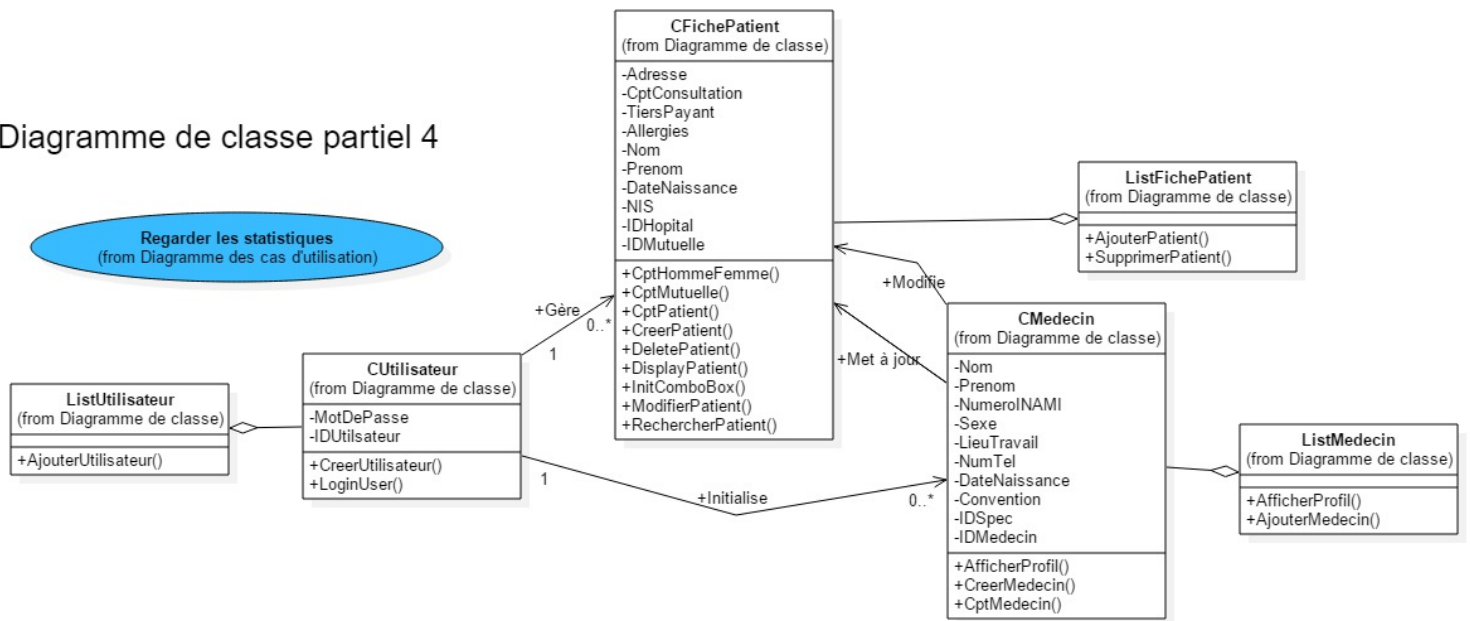 Diagramme de classe partiel 4
Regarder les statistiques
(from Diagramme des cas d'utilisation)
CFichePatient
(from Diagramme de classe)
-Adresse
-CptConsultation
-TiersPayant
-Allergies
-Nom
-Prenom
-DateNaissance
-NIS
-IDHopital
-IDMutuelle
+CptHommeFemme()
+CptMutuelle()
+CptPatient()
+CreerPatient()
+DeletePatient()
+DisplayPatient()
+InitComboBox()
+ModifierPatient()
+RechercherPatient()
ListFichePatient
(from Diagramme de classe)
+AjouterPatient()
+SupprimerPatient()
+Modifie
+Met à jour
+Gère
0..*
1
ListUtilisateur
(from Diagramme de classe)
+AjouterUtilisateur()
CUtilisateur
(from Diagramme de classe)
-MotDePasse
-IDUtilsateur
+CreerUtilisateur()
+LoginUser()
1
+Initialise
0..*
CMedecin
(from Diagramme de classe)
-Nom
-Prenom
-NumeroINAMI
-Sexe
-LieuTravail
-NumTel
-DateNaissance
-Convention
-IDSpec
-IDMedecin
+AfficherProfil()
+CreerMedecin()
+CptMedecin()
ListMedecin
(from Diagramme de classe)
+AfficherProfil()
+AjouterMedecin()